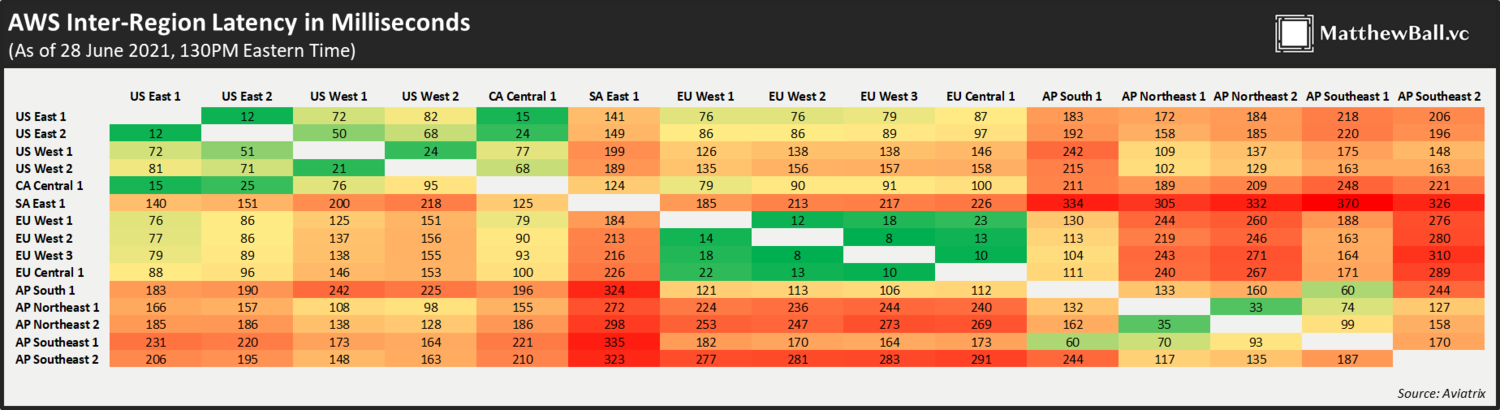 AWS Inter-Region Latency in Milliseconds
(As of 28 June 2021, 130PM Eastern Time)
MatthewBall.vc
US East 1 US East 2 US West 1 US West 2 CA Central 1 SA East 1 EU West 1 EU West 2 EU West 3 EU Central 1 AP South 1 AP Northeast 1 AP Northeast 2 AP Southeast 1 AP Southeast 2
US East 1 12 72 82 15 141 76 76 79 87 183 172 184 218 206
US East 2 12 50 68 24 149 86 86 89 97 192 158 185 220 196
US West 1 72 51 24 77 199 126 138 138 146 242 109 137 175 148
US West 2 81 71 21 68 189 135 156 157 158 215 102 129 163 163
CA Central 1 15 25 76 95 124 79 90 91 100 211 189 209 248 221
SA East 1 140 151 200 218 125 185 213 217 226 334 305 332 370 326
EU West 1 76 86 125 151 79 184 12 18 23 130 244 260 188 276
EU West 2 77 86 137 156 90 213 14 8 13 113 219 246 163 280
EU West 3 79 89 138 155 93 216 18 8 10 104 243 271 164 310
EU Central 1 88 96 146 153 100 226 22 13 10 111 240 267 171 289
AP South 1 183 190 242 225 196 324 121 113 106 112 133 160 60 244
AP Northeast 1 166 157 108 98 155 272 224 236 244 240 132 33 74 127
AP Northeast 2 185 186 138 128 186 298 253 247 273 269 162 35 99 158
AP Southeast 1 231 220 173 164 221 335 182 170 164 173 60 70 93 170
AP Southeast 2 206 195 148 163 210 323 277 281 283 291 244 117 135 187
Source: Aviatrix